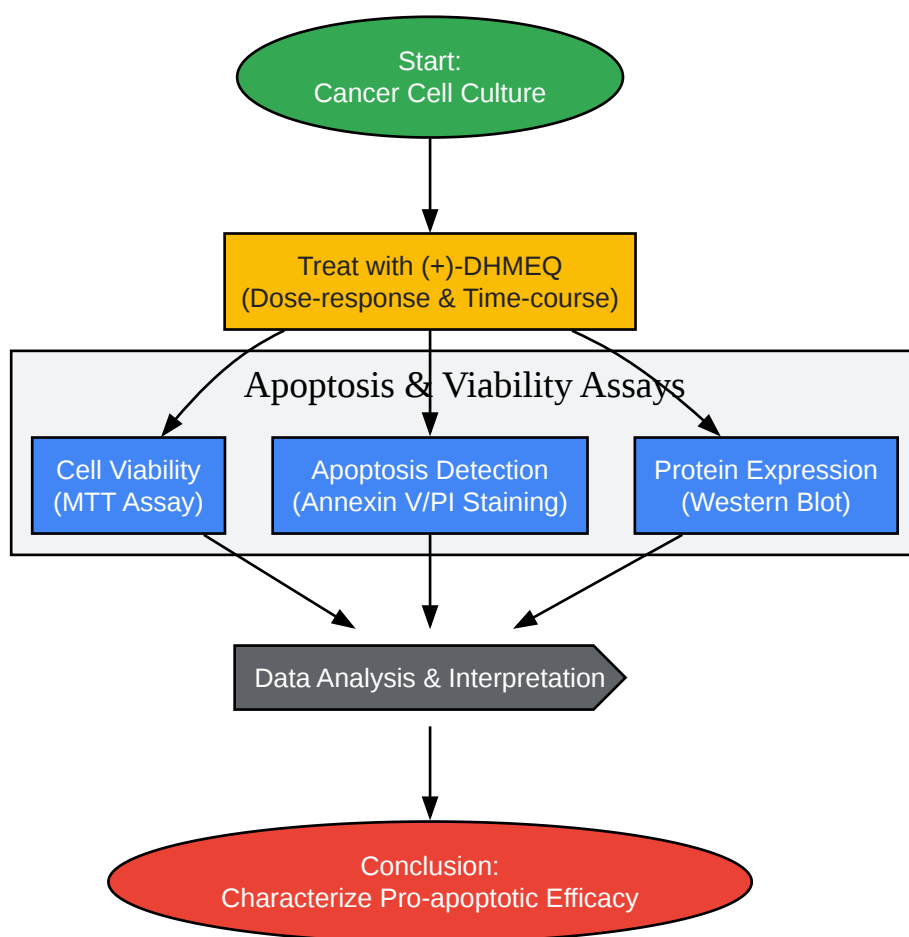 Start:
Cancer Cell Culture
Treat with (+)-DHMEQ
(Dose-response & Time-course)
Apoptosis & Viability Assays
Cell Viability
(MTT Assay)
Apoptosis Detection
(Annexin V/PI Staining)
Protein Expression
(Western Blot)
Data Analysis & Interpretation
Conclusion:
Characterize Pro-apoptotic Efficacy